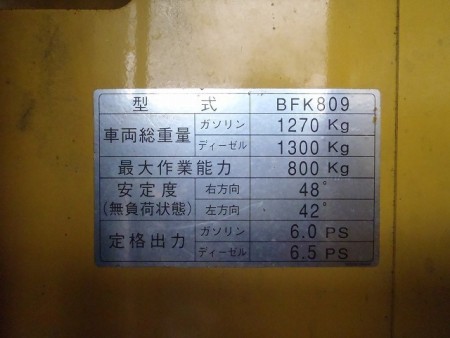 型 式 BFK809
車両総重量 ガソリン 1270 Kg
ディーゼル 1300 Kg
最大作業能力 800 Kg
安定度 右方向 48°
(無負荷状態) 左方向 42°
定格出力 ガソリン 6.0 PS
ディーゼル 6.5 PS